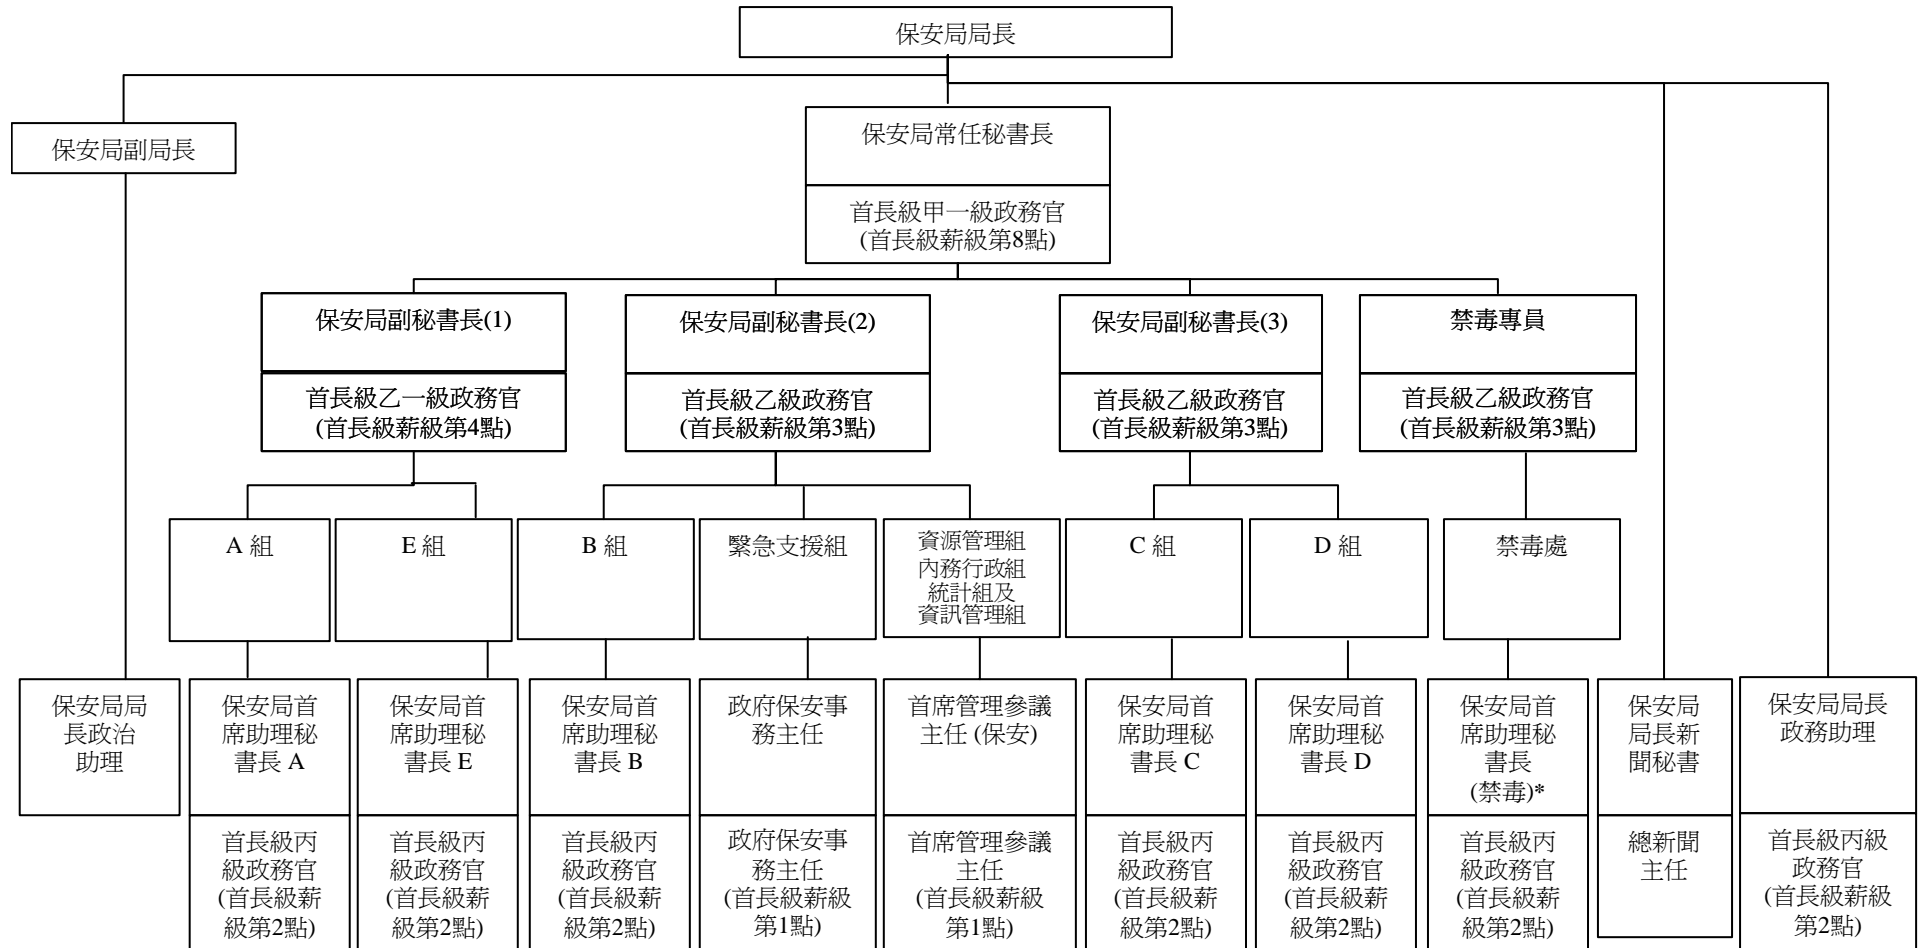 保安局局長
保安局副局長
保安局常任秘書長
首長級甲一級政務官
(首長級薪級第8點)
保安局副秘書長(1)
首長級乙一級政務官
(首長級薪級第4點)
保安局副秘書長(2)
首長級乙級政務官
(首長級薪級第3點)
保安局副秘書長(3)
首長級乙級政務官
(首長級薪級第3點)
禁毒專員
首長級乙級政務官
(首長級薪級第3點)
A 組
E 組
B 組
緊急支援組
資源管理組
內務行政組
統計組及
資訊管理組
C 組
D 組
禁毒處
保安局局
長政治
助理
保安局首
席助理秘
書長 A
首長級丙
級政務官
(首長級薪
級第2點)
保安局首
席助理秘
書長 E
首長級丙
級政務官
(首長級薪
級第2點)
保安局首
席助理秘
書長 B
首長級丙
級政務官
(首長級薪
級第2點)
政府保安事
務主任
政府保安事
務主任
(首長級薪級
第1點)
首席管理參議
主任 (保安)
首席管理參議
主任
(首長級薪級
第1點)
保安局首
席助理秘
書長 C
首長級丙
級政務官
(首長級薪
級第2點)
保安局首
席助理秘
書長 D
首長級丙
級政務官
(首長級薪
級第2點)
保安局首
席助理秘
書長
(禁毒)*
首長級丙
級政務官
(首長級薪
級第2點)
保安局
局長新
聞秘書
總新聞
主任
保安局局長
政務助理
首長級丙級
政務官
(首長級薪級
第2點)